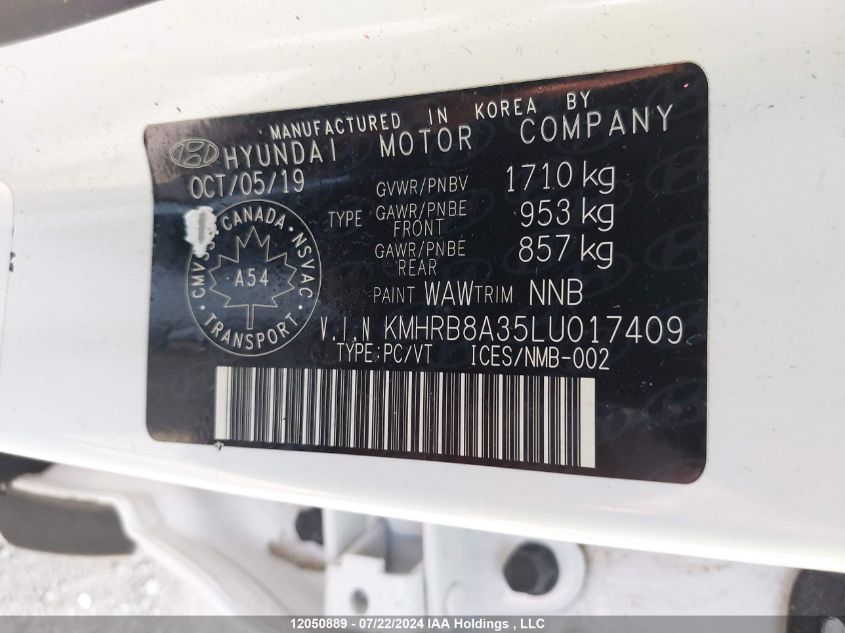 MANUFACTURED IN KOREA BY
HYUNDAI MOTOR COMPANY
OCT/05/19
GVWR/PNBV 1710 kg
TYPE GAWR/PNBE FRONT 953 kg
GAWR/PNBE REAR 857 kg
CANADA · NSVAC ·
A54
TRANSPORT ·
PAINT WAW TRIM NNB
V.I.N KMHRB8A35LU017409
TYPE:PC/VT ICES/NMB-002
12050889 - 07/22/2024 IAA Holdings , LLC